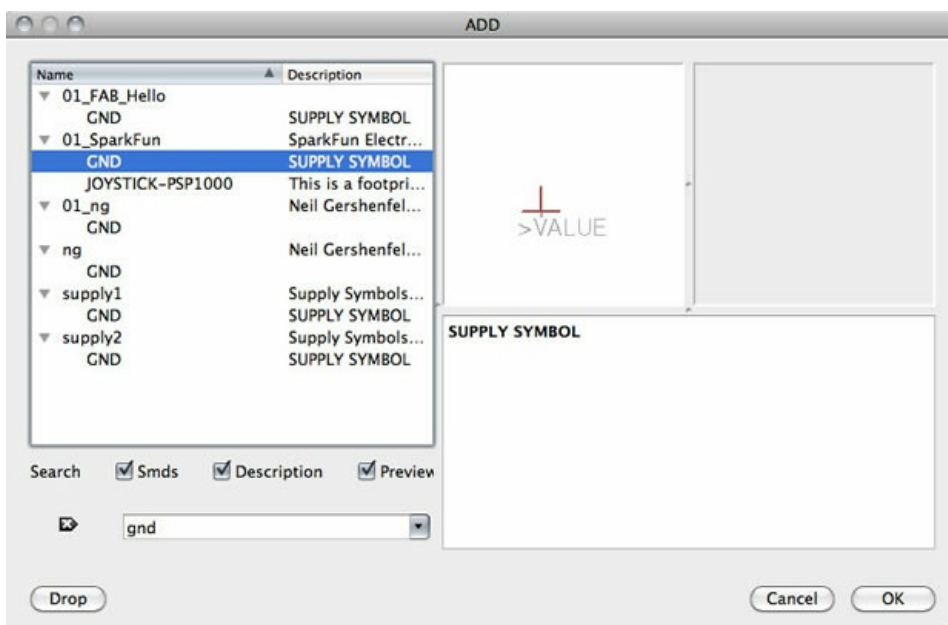 ADD
Name Description
01_FAB_Hello
GND SUPPLY SYMBOL
01_SparkFun SparkFun Electr...
GND SUPPLY SYMBOL
JOYSTICK-PSP1000 This is a footpri...
01_ng Neil Gershenfel...
GND
ng Neil Gershenfel...
GND
supply1 Supply Symbols...
GND SUPPLY SYMBOL
supply2 Supply Symbols...
GND SUPPLY SYMBOL
>VALUE
SUPPLY SYMBOL
Search Smds Description Preview
gnd
Drop Cancel OK